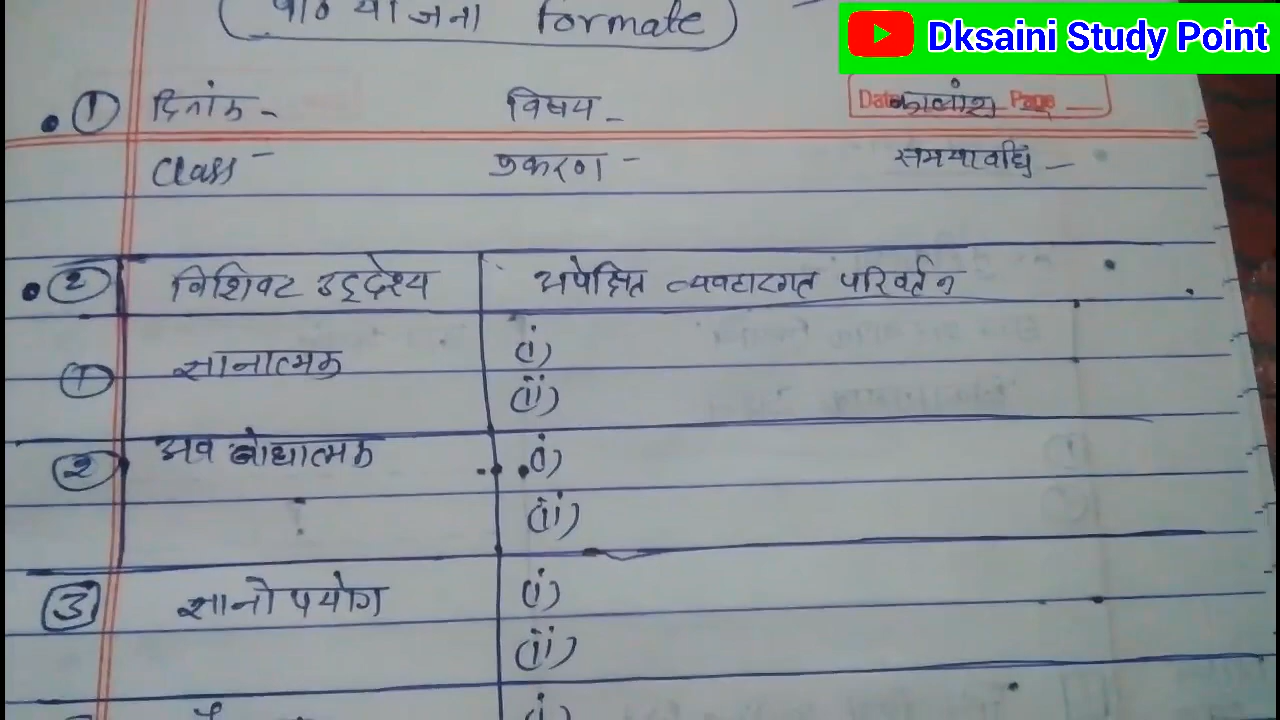 पाठ योजना formate
Dksaini Study Point
① दिनांक - विषय - कालांश
Date Page
Class - प्रकरण - समयावधि -
② विशिष्ट उद्देश्य अपेक्षित व्यवहारगत परिवर्तन
① ज्ञानात्मक (i)
(ii)
② अवबोधात्मक (i)
(ii)
③ ज्ञानोपयोग (i)
(ii)
(i)